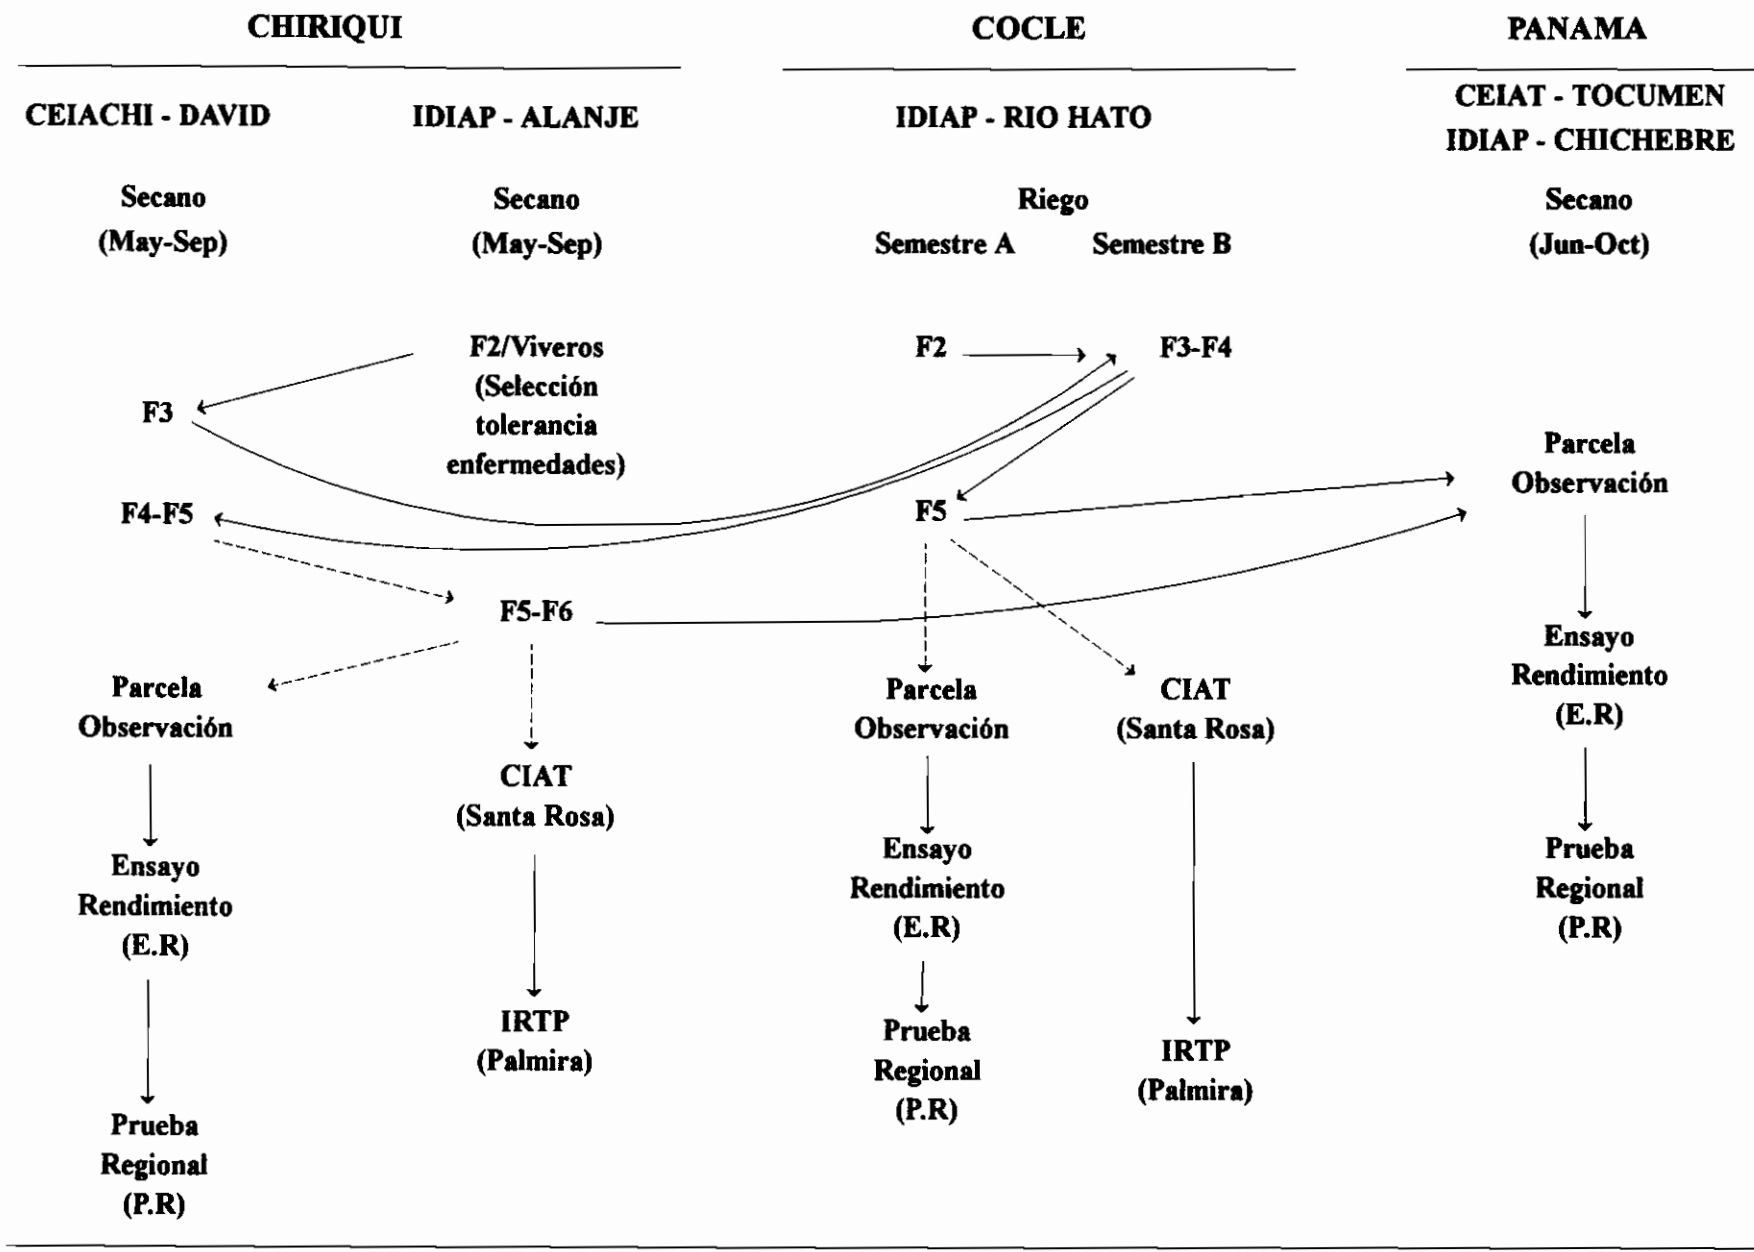 CHIRIQUI
COCLE
PANAMA
CEIACHI - DAVID
IDIAP - ALANJE
IDIAP - RIO HATO
CEIAT - TOCUMEN
IDIAP - CHICHEBRE
Secano
(May-Sep)
Secano
(May-Sep)
Riego
Semestre A
Semestre B
Secano
(Jun-Oct)
F2/Viveros
(Selección
tolerancia
enfermedades)
F2
F3-F4
F3
F4-F5
F5
F5-F6
Parcela
Observación
Ensayo
Rendimiento
(E.R)
Prueba
Regional
(P.R)
CIAT
(Santa Rosa)
IRTP
(Palmira)
Parcela
Observación
Ensayo
Rendimiento
(E.R)
Prueba
Regional
(P.R)
CIAT
(Santa Rosa)
IRTP
(Palmira)
Parcela
Observación
Ensayo
Rendimiento
(E.R)
Prueba
Regional
(P.R)